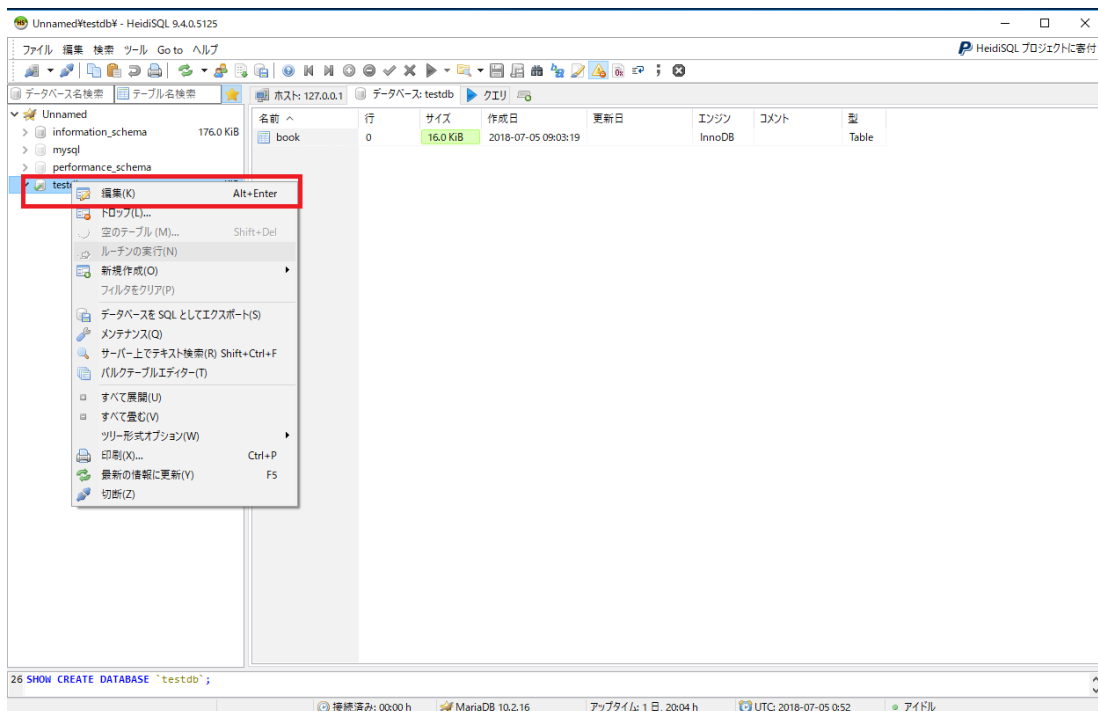 Unnamed¥testdb¥ - HeidiSQL 9.4.0.5125
ファイル 編集 検索 ツール Go to ヘルプ
HeidiSQL プロジェクトに寄付
データベース名検索 テーブル名検索
ホスト: 127.0.0.1 データベース: testdb クエリ
Unnamed
information_schema 176.0 KiB
mysql
performance_schema
名前 行 サイズ 作成日 更新日 エンジン コメント 型
book 0 16.0 KiB 2018-07-05 09:03:19 InnoDB Table
編集(K) Alt+Enter
ドロップ(L)...
空のテーブル (M)... Shift+Del
ルーチンの実行(N)
新規作成(O)
フィルタをクリア(P)
データベースを SQL としてエクスポート(S)
メンテナンス(Q)
サーバー上でテキスト検索(R) Shift+Ctrl+F
バルクテーブルエディター(T)
すべて展開(U)
すべて畳む(V)
ツリー形式オプション(W)
印刷(X)... Ctrl+P
最新の情報に更新(Y) F5
切断(Z)
26 SHOW CREATE DATABASE `testdb`;
接続済み: 00:00 h MariaDB 10.2.16 アップタイム: 1 日, 20:04 h UTC: 2018-07-05 0:52 アイドル